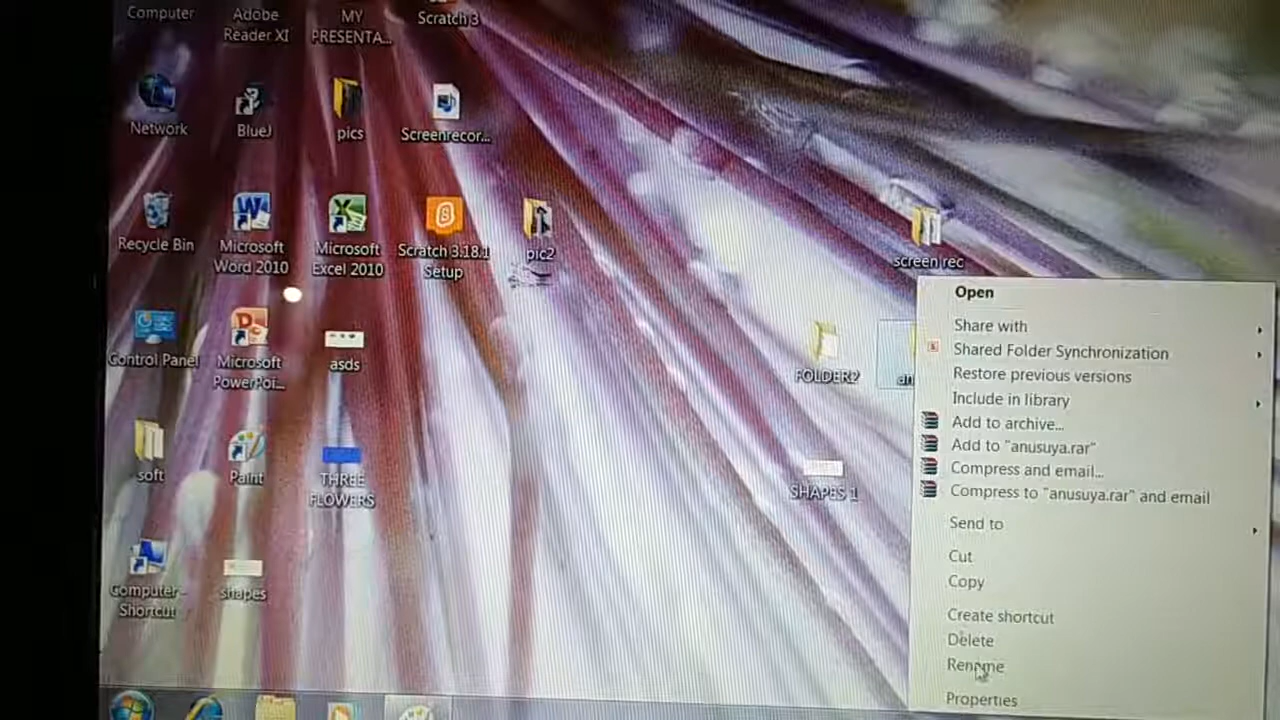 Computer
Adobe
Reader XI
MY
PRESENTA...
Scratch 3
Network
BlueJ
pics
Screenrecor...
Recycle Bin
Microsoft
Word 2010
Microsoft
Excel 2010
Scratch 3.18.1
Setup
pic2
screen rec
Control Panel
Microsoft
PowerPoi...
asds
FOLDER2
an
soft
Paint
THREE
FLOWERS
SHAPES 1
Computer -
Shortcut
shapes
Open
Share with
Shared Folder Synchronization
Restore previous versions
Include in library
Add to archive...
Add to "anusuya.rar"
Compress and email...
Compress to "anusuya.rar" and email
Send to
Cut
Copy
Create shortcut
Delete
Rename
Properties